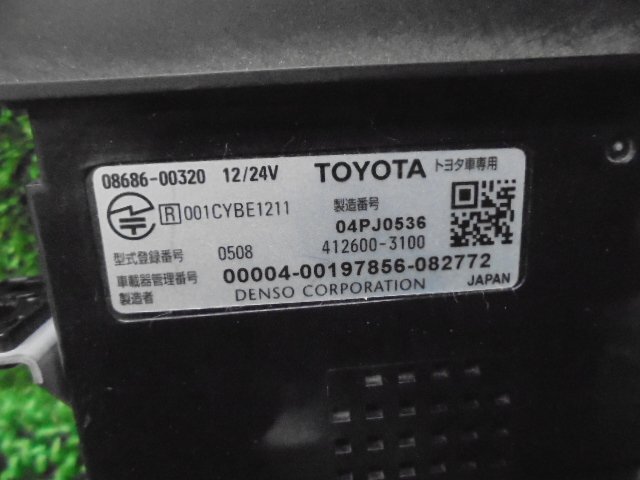 08686-00320 12/24V TOYOTA トヨタ車専用
R 001CYBE1211 製造番号
04PJ0536
型式登録番号 0508 412600-3100
車載器管理番号 00004-00197856-082772
製造者 DENSO CORPORATION JAPAN